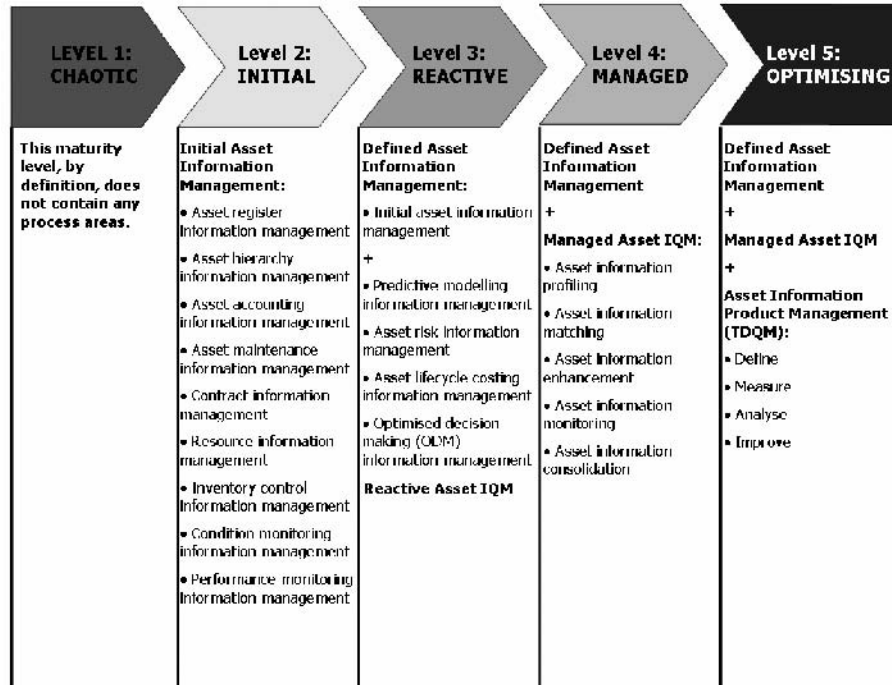 LEVEL 1:
CHAOTIC
Level 2:
INITIAL
Level 3:
REACTIVE
Level 4:
MANAGED
Level 5:
OPTIMISING
This maturity
level, by
definition, does
not contain any
process areas.
Initial Asset
Information
Management:
• Asset register
information management
• Asset hierarchy
information management
• Asset accounting
information management
• Asset maintenance
information management
• Contract information
management
• Resource information
management
• Inventory control
information management
• Condition monitoring
information management
• Performance monitoring
information management
Defined Asset
Information
Management:
• Initial asset information
management
+
• Predictive modelling
information management
• Asset risk information
management
• Asset lifecycle costing
information management
• Optimised decision
making (ODM)
information management
Reactive Asset IQM
Defined Asset
Information
Management
+
Managed Asset IQM:
• Asset information
profiling
• Asset information
matching
• Asset information
enhancement
• Asset information
monitoring
• Asset information
consolidation
Defined Asset
Information
Management
+
Managed Asset IQM
+
Asset Information
Product Management
(TDQM):
• Define
• Measure
• Analyse
• Improve